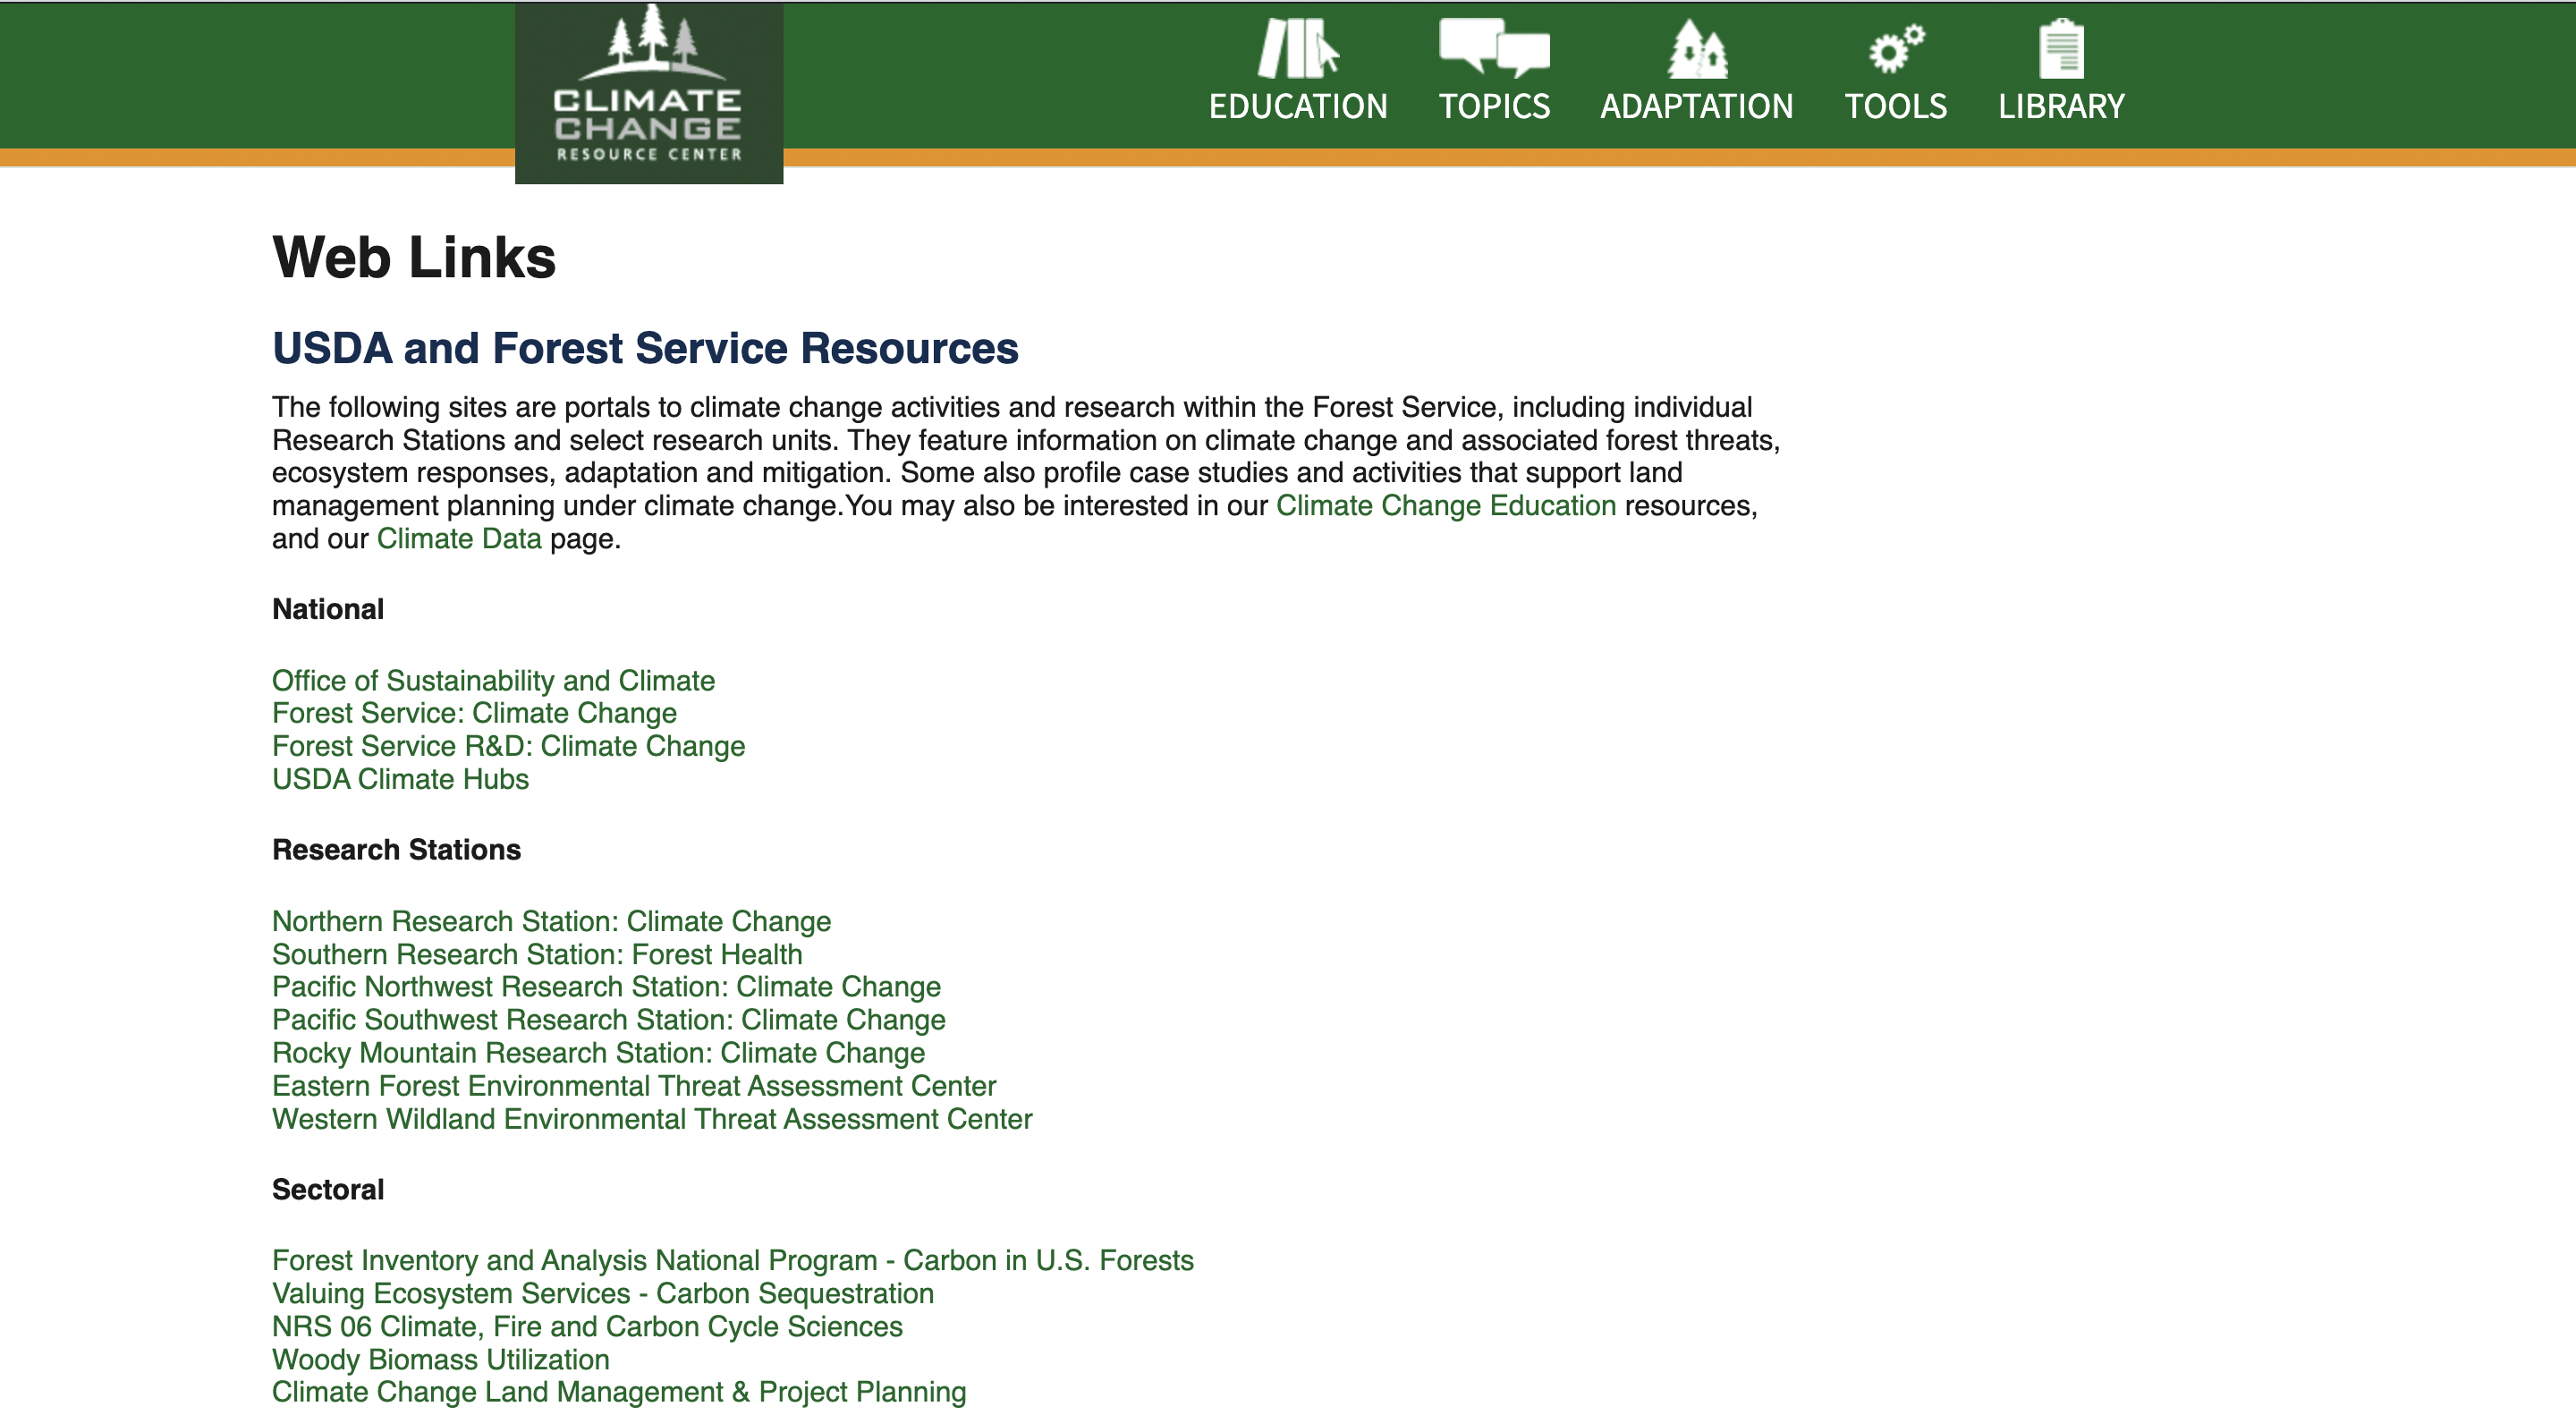 CLIMATE
CHANGE
RESOURCE CENTER
EDUCATION
TOPICS
ADAPTATION
TOOLS
LIBRARY
Web Links
USDA and Forest Service Resources
The following sites are portals to climate change activities and research within the Forest Service, including individual
Research Stations and select research units. They feature information on climate change and associated forest threats,
ecosystem responses, adaptation and mitigation. Some also profile case studies and activities that support land
management planning under climate change.You may also be interested in our Climate Change Education resources,
and our Climate Data page.
National
Office of Sustainability and Climate
Forest Service: Climate Change
Forest Service R&D: Climate Change
USDA Climate Hubs
Research Stations
Northern Research Station: Climate Change
Southern Research Station: Forest Health
Pacific Northwest Research Station: Climate Change
Pacific Southwest Research Station: Climate Change
Rocky Mountain Research Station: Climate Change
Eastern Forest Environmental Threat Assessment Center
Western Wildland Environmental Threat Assessment Center
Sectoral
Forest Inventory and Analysis National Program - Carbon in U.S. Forests
Valuing Ecosystem Services - Carbon Sequestration
NRS 06 Climate, Fire and Carbon Cycle Sciences
Woody Biomass Utilization
Climate Change Land Management & Project Planning